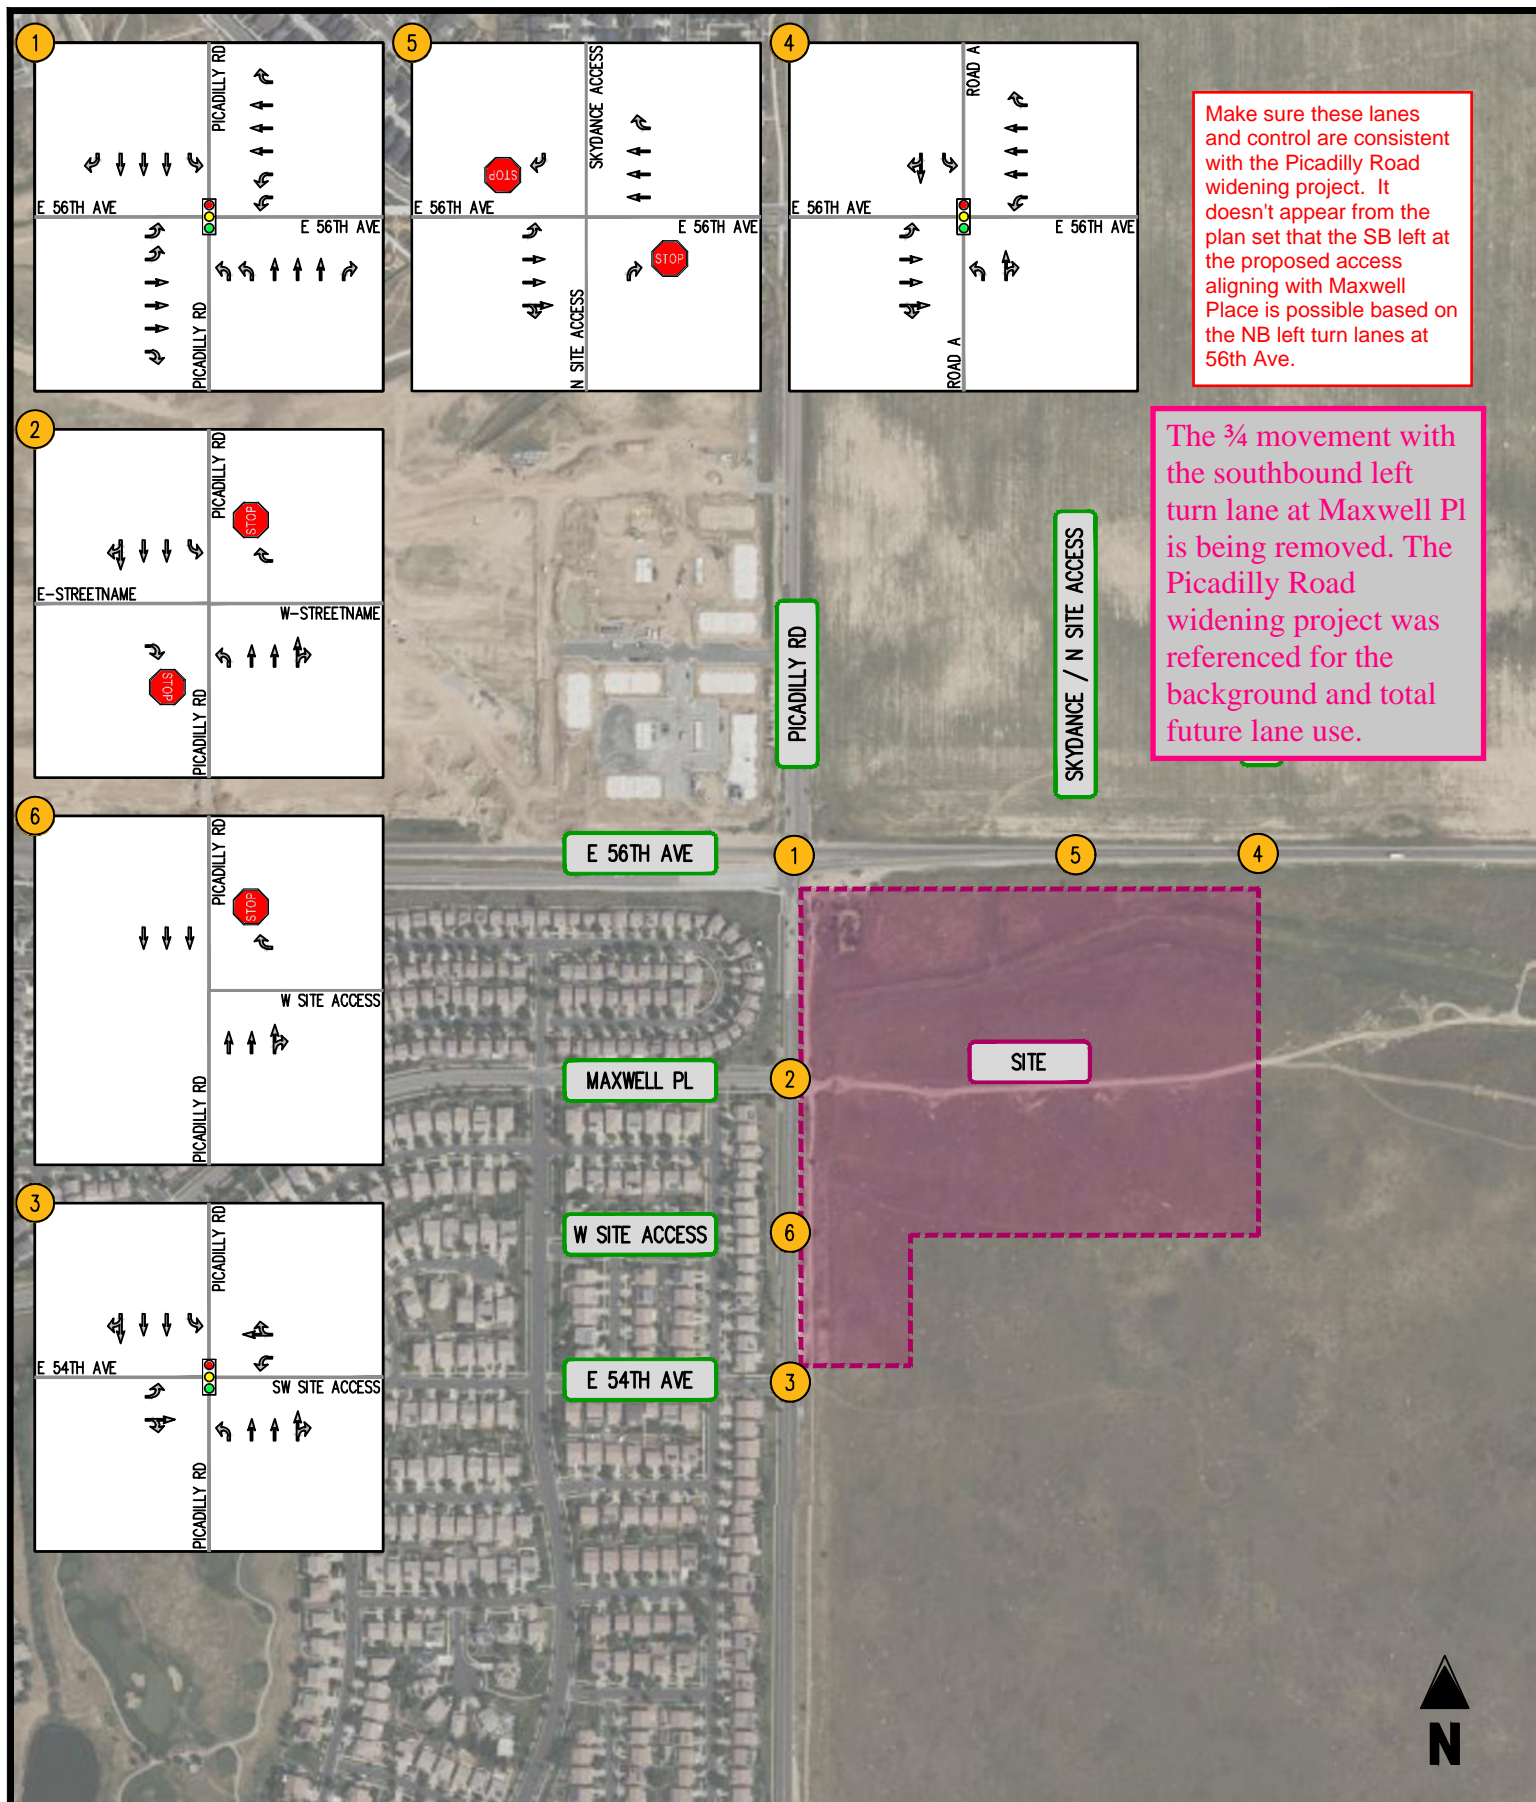 1
PICADILLY RD
E 56TH AVE
E 56TH AVE
PICADILLY RD
5
SKYDANCE ACCESS
STOP
E 56TH AVE
E 56TH AVE
STOP
N SITE ACCESS
4
ROAD A
E 56TH AVE
E 56TH AVE
ROAD A
Make sure these lanes
and control are consistent
with the Picadilly Road
widening project. It
doesn't appear from the
plan set that the SB left at
the proposed access
aligning with Maxwell
Place is possible based on
the NB left turn lanes at
56th Ave.
The ¾ movement with
the southbound left
turn lane at Maxwell Pl
is being removed. The
Picadilly Road
widening project was
referenced for the
background and total
future lane use.
2
PICADILLY RD
STOP
E-STREETNAME
W-STREETNAME
STOP
PICADILLY RD
6
PICADILLY RD
STOP
W SITE ACCESS
PICADILLY RD
3
PICADILLY RD
E 54TH AVE
SW SITE ACCESS
PICADILLY RD
PICADILLY RD
SKYDANCE / N SITE ACCESS
E 56TH AVE
1
5
4
MAXWELL PL
2
SITE
W SITE ACCESS
6
E 54TH AVE
3
N